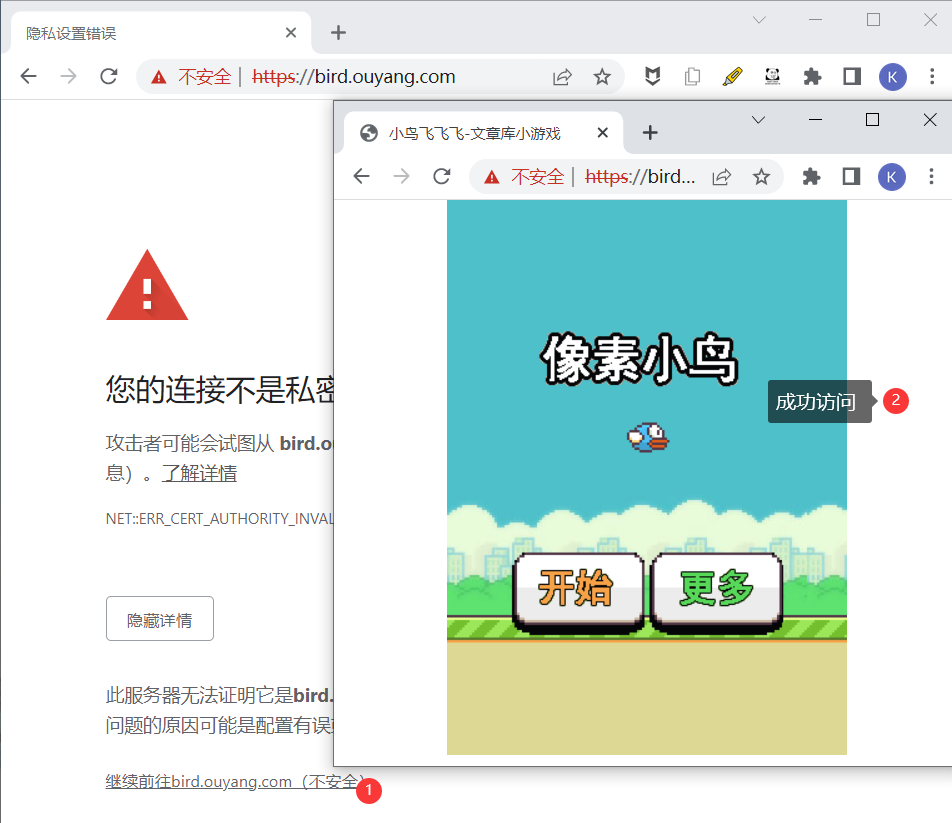 隐私设置错误
不安全 | https://bird.ouyang.com
K
小鸟飞飞飞-文章库小游戏
不安全 | https://bird...
K
您的连接不是私
攻击者可能会试图从 bird.o
息）。了解详情
NET::ERR_CERT_AUTHORITY_INVAL
隐藏详情
此服务器无法证明它是bird.
问题的原因可能是配置有误
继续前往bird.ouyang.com（不安全）
1
像素小鸟
成功访问
2
开始
更多